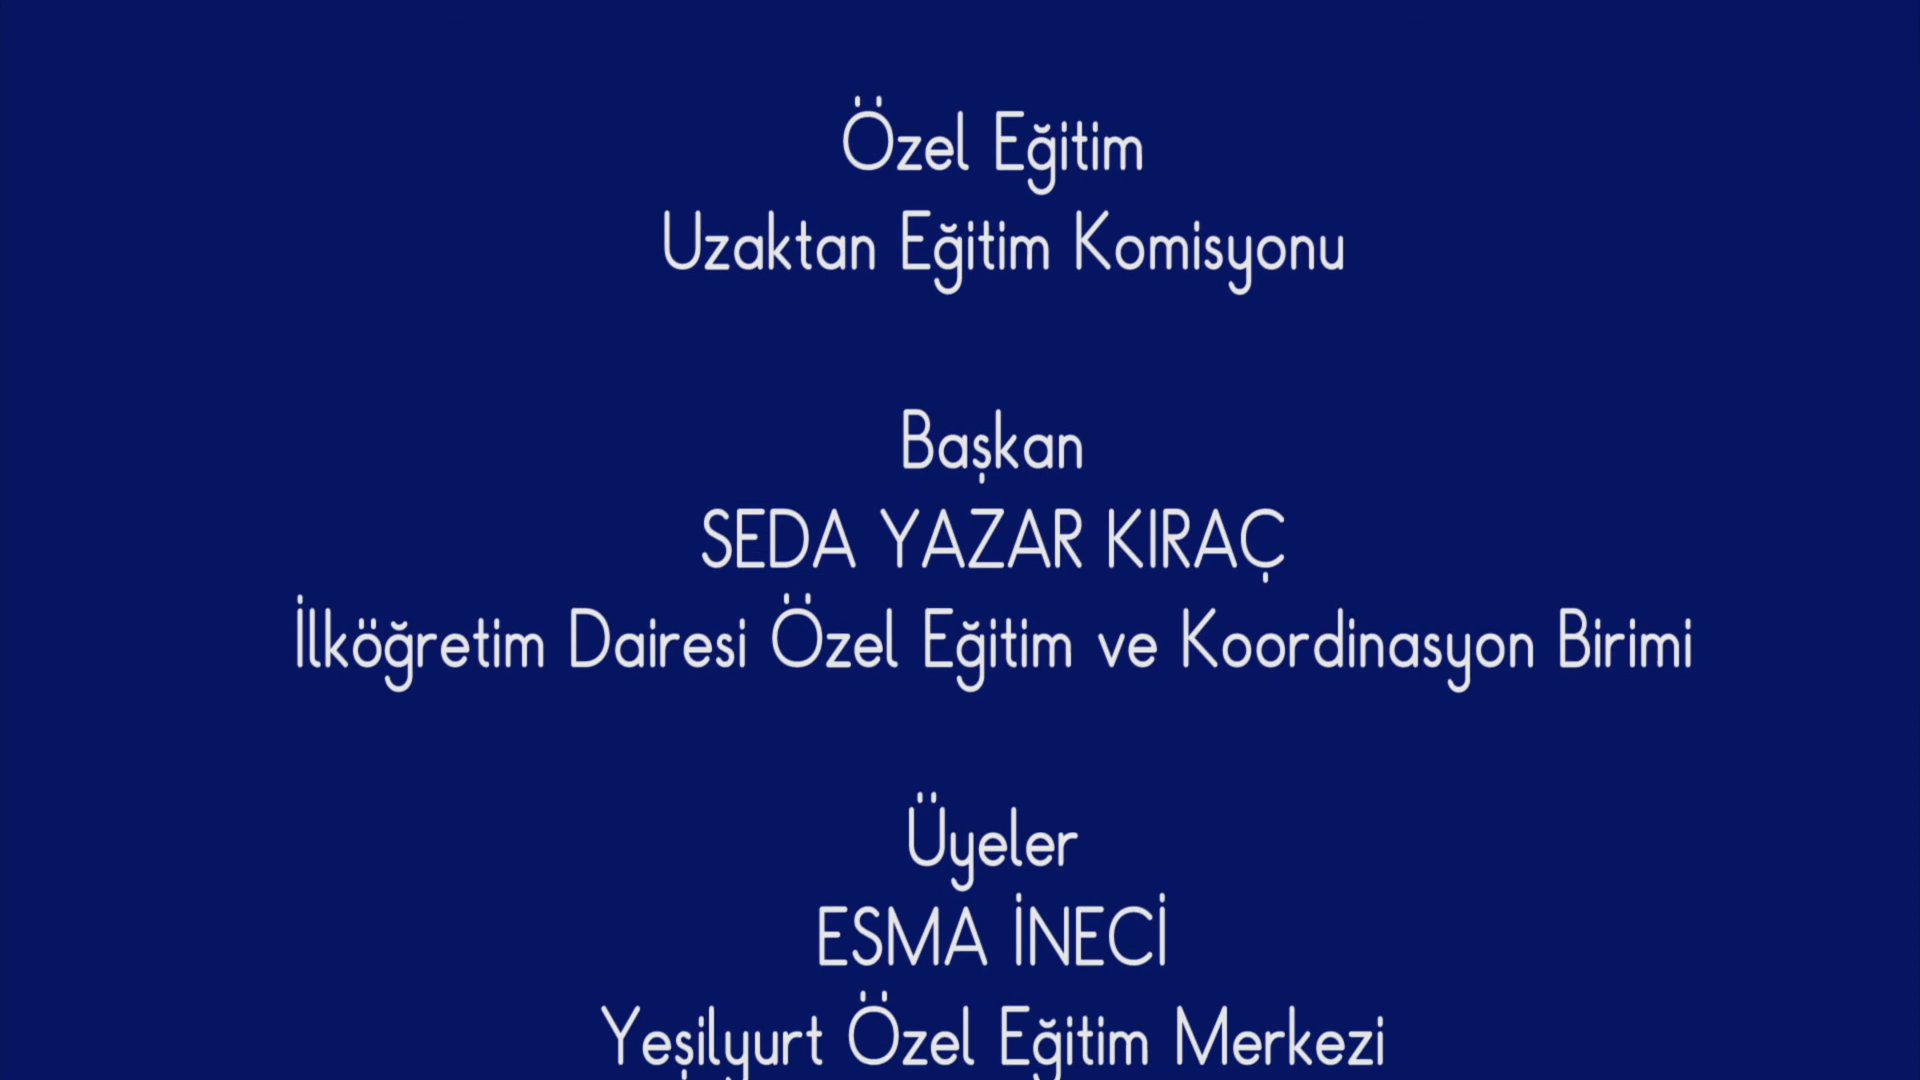 Özel Eğitim
Uzaktan Eğitim Komisyonu
Başkan
SEDA YAZAR KIRAÇ
İlköğretim Dairesi Özel Eğitim ve Koordinasyon Birimi
Üyeler
ESMA İNECİ
Yeşilyurt Özel Eğitim Merkezi